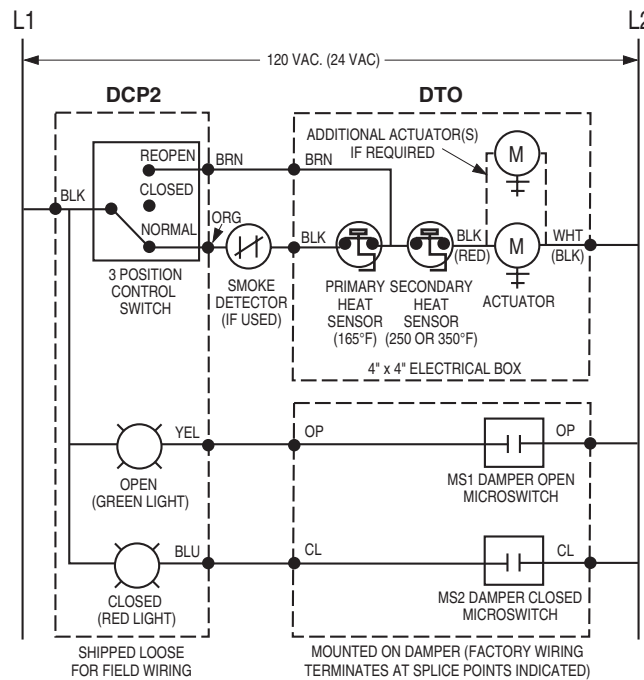 L1
L2
120 VAC. (24 VAC)
DCP2
DTO
ADDITIONAL ACTUATOR(S)
IF REQUIRED
M
REOPEN
BRN
BRN
CLOSED
BLK
ORG
NORMAL
BLK
BLK
(RED)
M
WHT
(BLK)
3 POSITION
CONTROL
SWITCH
SMOKE
DETECTOR
(IF USED)
PRIMARY
HEAT
SENSOR
(165°F)
SECONDARY
HEAT
SENSOR
(250 OR 350°F)
ACTUATOR
4" x 4" ELECTRICAL BOX
YEL
OP
OP
OPEN
(GREEN LIGHT)
MS1 DAMPER OPEN
MICROSWITCH
BLU
CL
CL
CLOSED
(RED LIGHT)
MS2 DAMPER CLOSED
MICROSWITCH
SHIPPED LOOSE
FOR FIELD WIRING
MOUNTED ON DAMPER (FACTORY WIRING
TERMINATES AT SPLICE POINTS INDICATED)